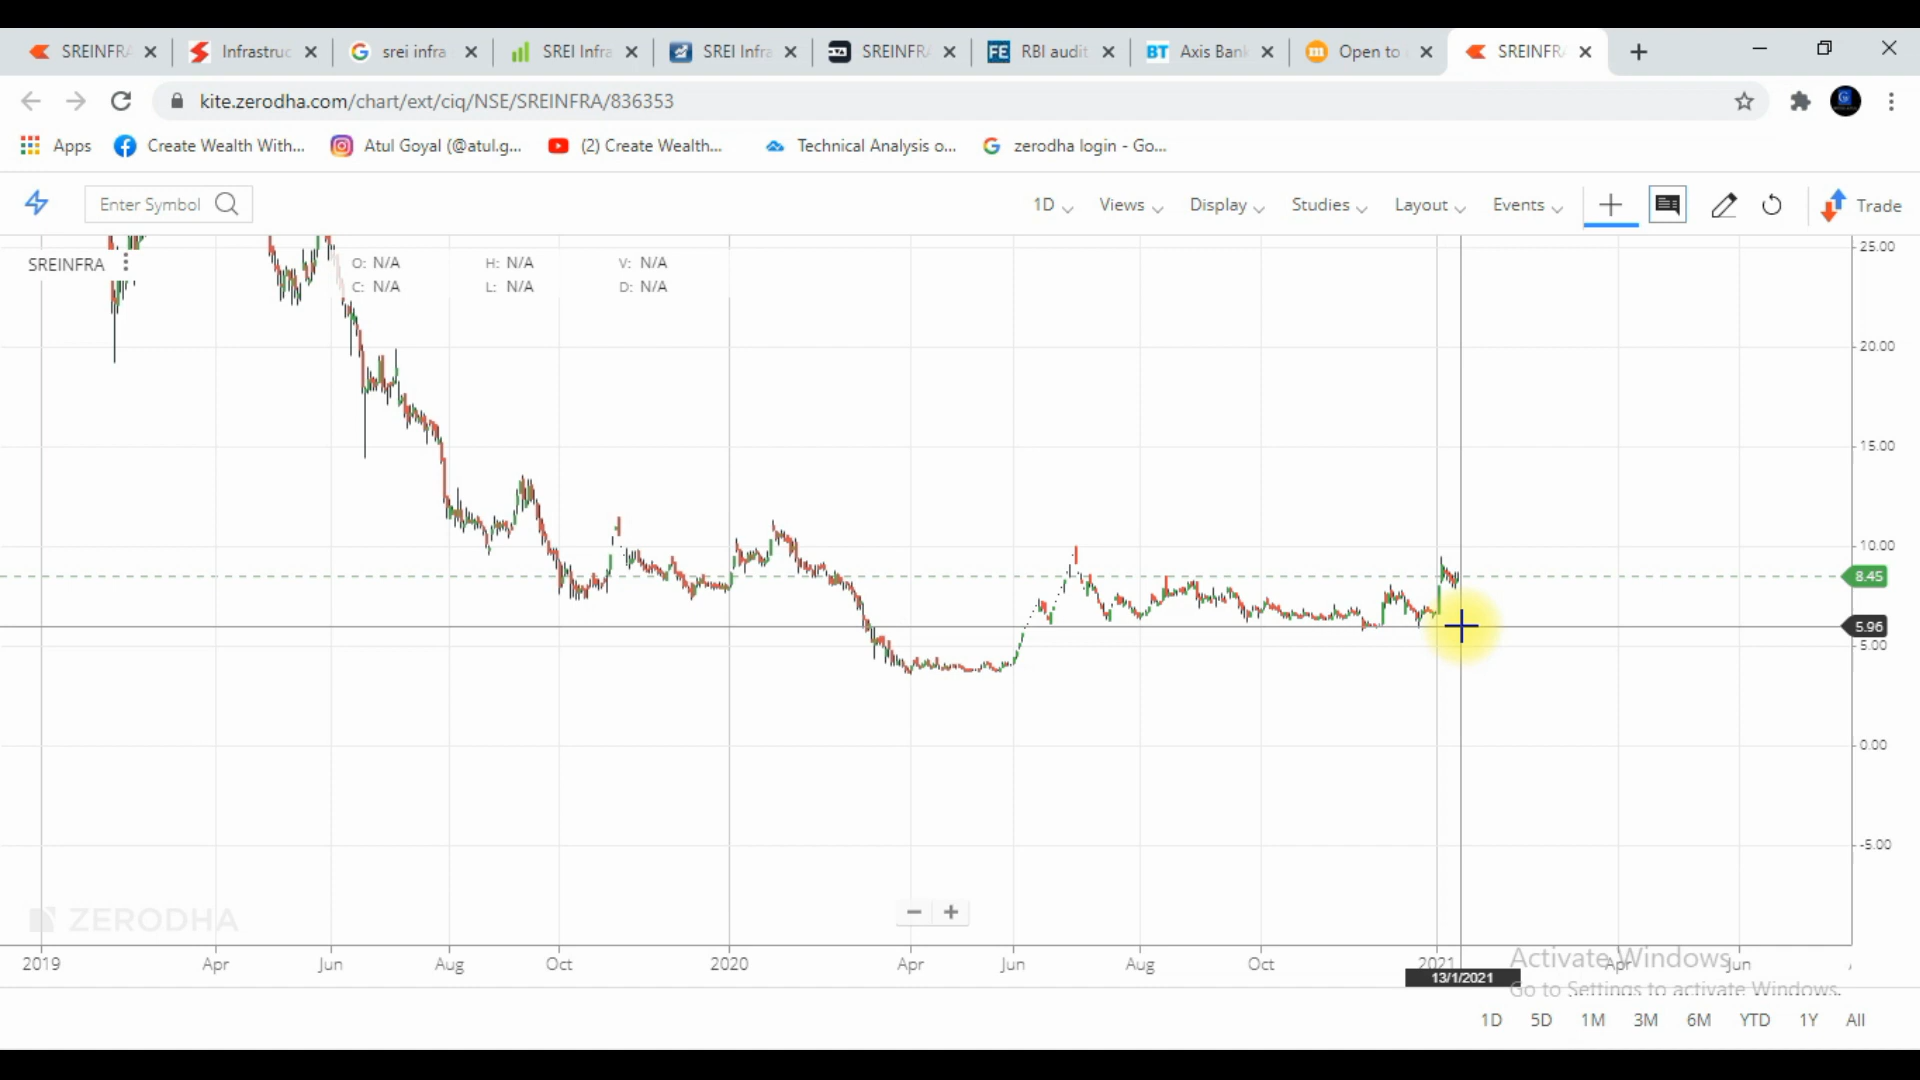 SREINFRA Infrastruc srei infra SREI Infra SREI Infra SREINFRA FE RBI audit BT Axis Bank m Open to SREINFRA
kite.zerodha.com/chart/ext/ciq/NSE/SREINFRA/836353
Apps Create Wealth With... Atul Goyal (@atul.g... (2) Create Wealth... Technical Analysis o... zerodha login - Go...
Enter Symbol 1D Views Display Studies Layout Events Trade
SREINFRA O: N/A H: N/A V: N/A
C: N/A L: N/A D: N/A
25.00
20.00
15.00
10.00
8.45
5.96
5.00
0.00
-5.00
ZERODHA
2019 Apr Jun Aug Oct 2020 Apr Jun Aug Oct 2021 Apr Jun
13/1/2021
Activate Windows
Go to Settings to activate Windows.
1D 5D 1M 3M 6M YTD 1Y All